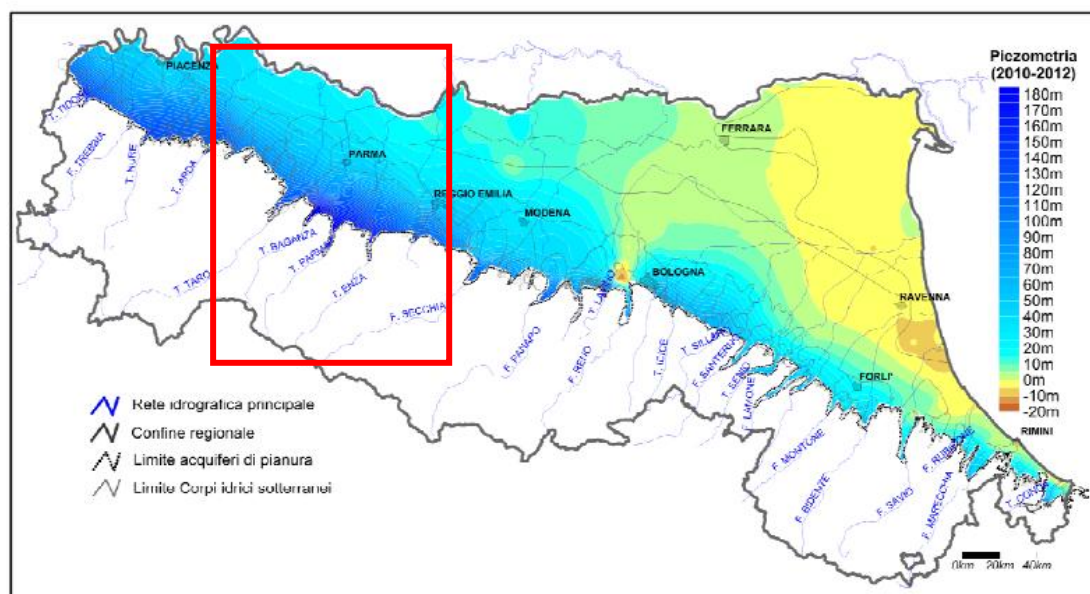 Piezometria
(2010-2012)
180m
170m
160m
150m
140m
130m
120m
110m
100m
90m
80m
70m
60m
50m
40m
30m
20m
10m
0m
-10m
-20m
PIACENZA
T. TIDONE
F. TREBBIA
T. NURE
T. ARDA
PARMA
REGGIO EMILIA
MODENA
FERRARA
BOLOGNA
RAVENNA
FORLI'
RIMINI
T. TARO
T. BAGANZA
T. PARMA
T. ENZA
F. SECCHIA
F. PANARO
F. RENO
T. LAVINO
T. SILLARO
F. SANTERNO
T. SENIO
F. LAMONE
F. MONTONE
F. BIDENTE
F. SAVIO
F. RUBICONE
F. MARECCHIA
Rete idrografica principale
Confine regionale
Limite acquiferi di pianura
Limite Corpi idrici sotterranei
0km 20km 40km